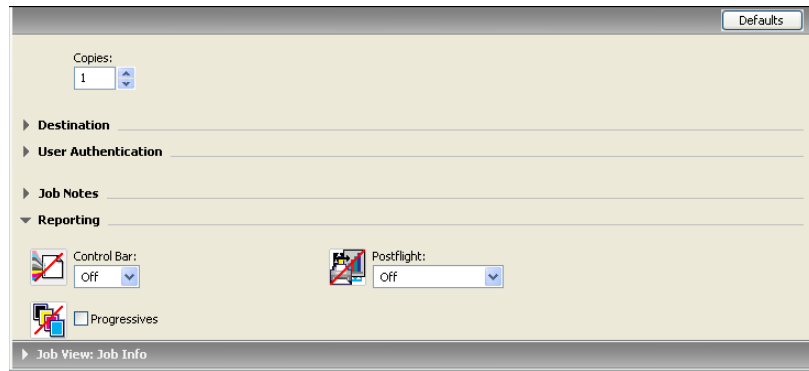 Defaults
Copies:
1
Destination
User Authentication
Job Notes
Reporting
Control Bar:
Off
Postflight:
Off
Progressives
Job View: Job Info